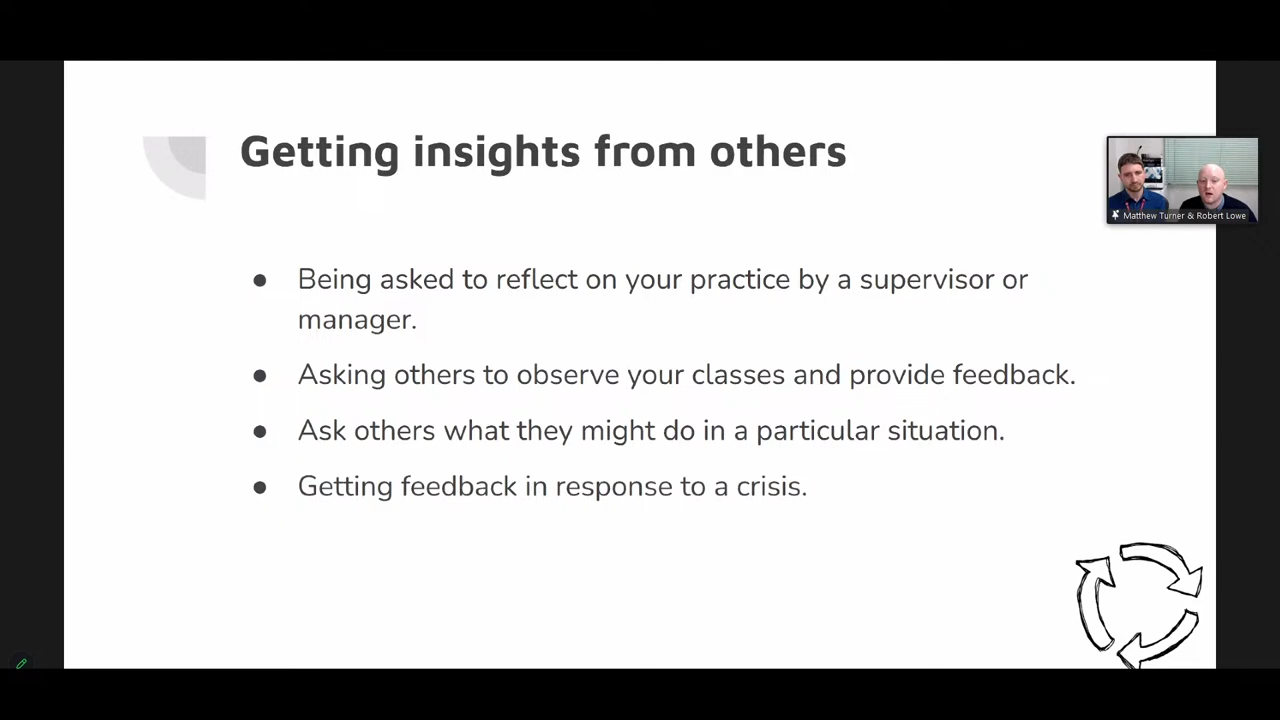 Getting insights from others
● Being asked to reflect on your practice by a supervisor or
manager.
● Asking others to observe your classes and provide feedback.
● Ask others what they might do in a particular situation.
● Getting feedback in response to a crisis.
Matthew Turner & Robert Lowe